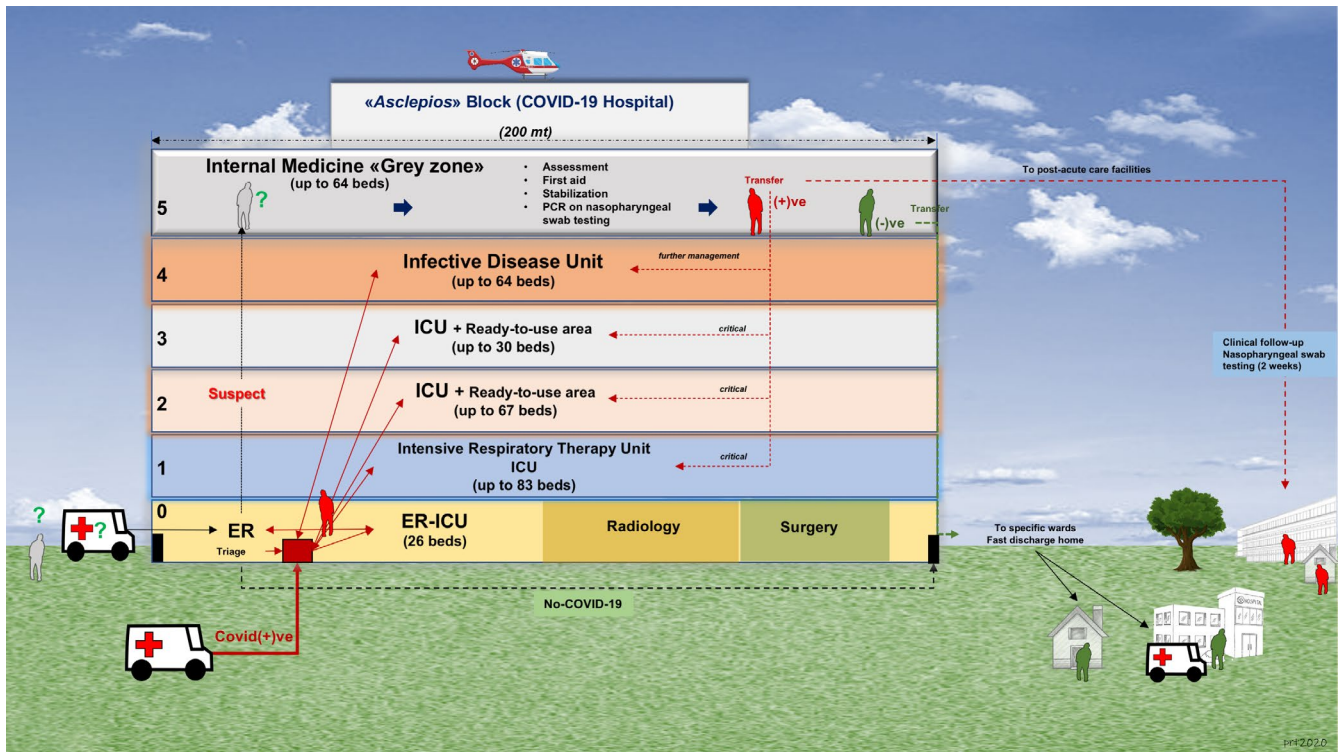 «Asclepios» Block (COVID-19 Hospital)
(200 mt)
Internal Medicine «Grey zone»
(up to 64 beds)
• Assessment
• First aid
• Stabilization
• PCR on nasopharyngeal
swab testing
?
5
Transfer
(+)ve
(-)ve
Transfer
To post-acute care facilities
4
Infective Disease Unit
(up to 64 beds)
further management
3
ICU + Ready-to-use area
(up to 30 beds)
critical
Clinical follow-up
Nasopharyngeal swab
testing (2 weeks)
2
Suspect
ICU + Ready-to-use area
(up to 67 beds)
critical
1
Intensive Respiratory Therapy Unit
ICU
(up to 83 beds)
critical
0
?
?
ER
Triage
ER-ICU
(26 beds)
Radiology
Surgery
To specific wards
Fast discharge home
No-COVID-19
HOSPITAL
Covid(+)ve
prt2020